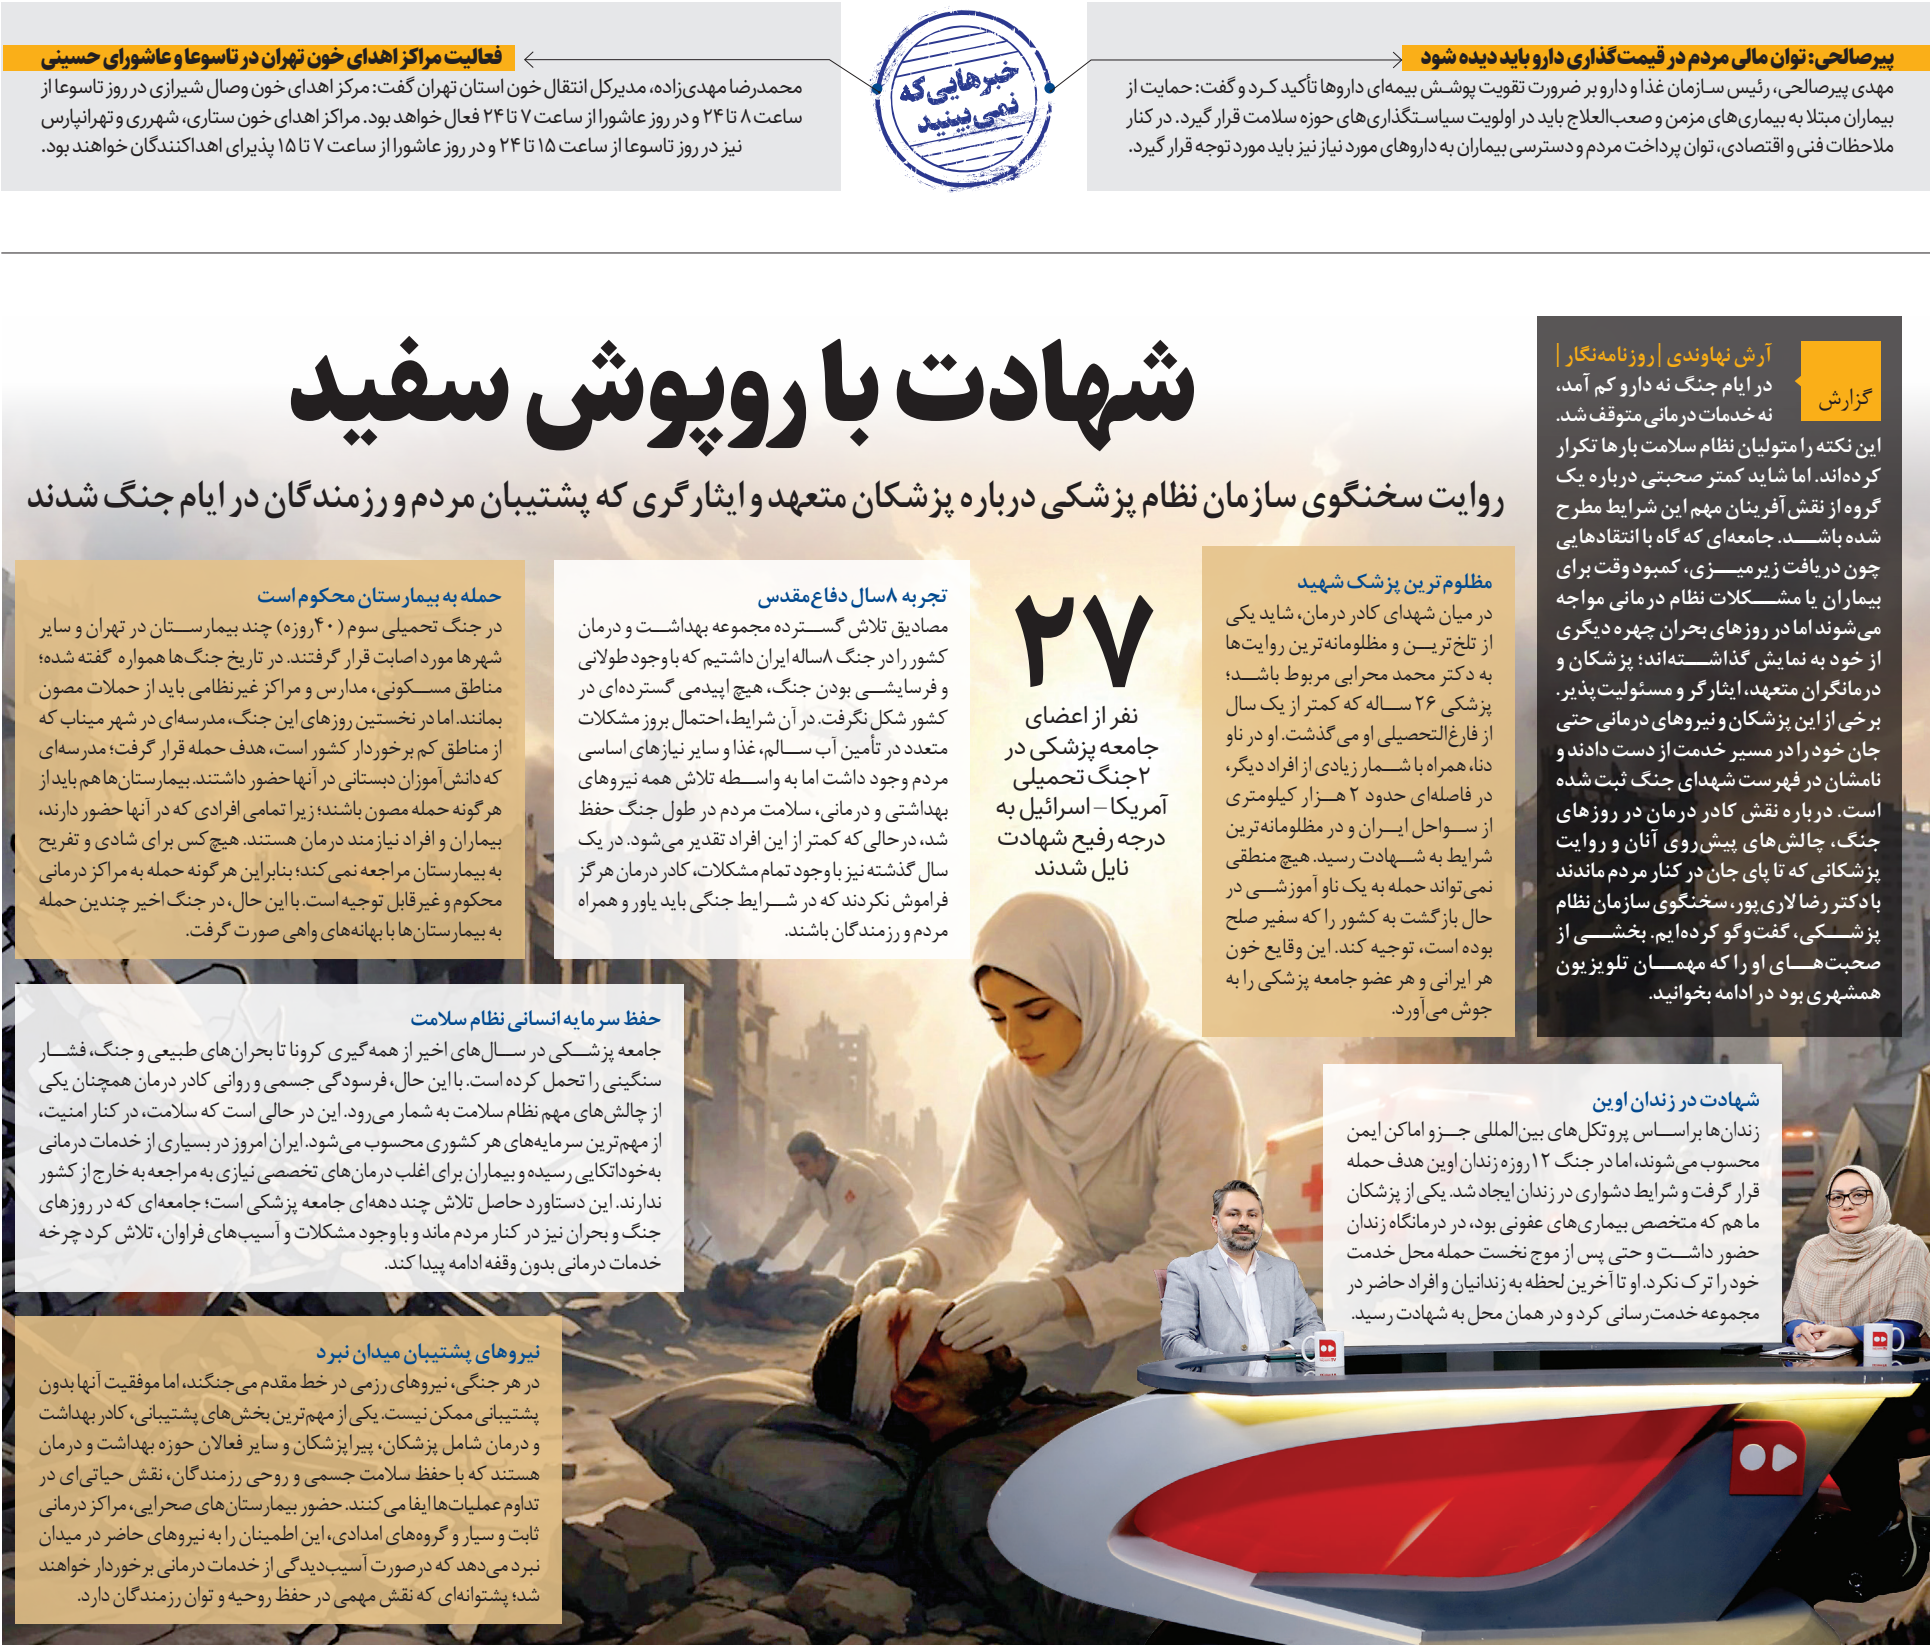 پیرصالحی: توان مالی مردم در قیمت‌گذاری دارو باید دیده شود
مهدی پیرصالحی، رئیس سازمان غذا و دارو بر ضرورت تقویت پوشش بیمه‌ای داروها تأکید کرد و گفت: حمایت از
بیماران مبتلا به بیماری‌های مزمن و صعب‌العلاج باید در اولویت سیاستگذاری‌های حوزه سلامت قرار گیرد. در کنار
ملاحظات فنی و اقتصادی، توان پرداخت مردم و دسترسی بیماران به داروهای مورد نیاز نیز باید مورد توجه قرار گیرد.
خبرهایی که
نمی‌بینید
فعالیت مراکز اهدای خون تهران در تاسوعا و عاشورای حسینی
محمدرضا مهدی‌زاده، مدیرکل انتقال خون استان تهران گفت: مرکز اهدای خون وصال شیرازی در روز تاسوعا از
ساعت ۸ تا ۲۴ و در روز عاشورا از ساعت ۷ تا ۲۴ فعال خواهد بود. مراکز اهدای خون ستاری، شهرری و تهرانپارس
نیز در روز تاسوعا از ساعت ۱۵ تا ۲۴ و در روز عاشورا از ساعت ۷ تا ۱۵ پذیرای اهداکنندگان خواهند بود.
شهادت با روپوش سفید
روایت سخنگوی سازمان نظام پزشکی درباره پزشکان متعهد و ایثارگری که پشتیبان مردم و رزمندگان در ایام جنگ شدند
گزارش
آرش نهاوندی | روزنامه‌نگار |
در ایام جنگ نه دارو کم آمد،
نه خدمات درمانی متوقف شد.
این نکته را متولیان نظام سلامت بارها تکرار
کرده‌اند. اما شاید کمتر صحبتی درباره یک
گروه از نقش‌آفرینان مهم این شرایط مطرح
شده باشد. جامعه‌ای که گاه با انتقادهایی
چون دریافت زیرمیزی، کمبود وقت برای
بیماران یا مشکلات نظام درمانی مواجه
می‌شوند اما در روزهای بحران چهره دیگری
از خود به نمایش گذاشته‌اند؛ پزشکان و
درمانگران متعهد، ایثارگر و مسئولیت‌پذیر.
برخی از این پزشکان و نیروهای درمانی حتی
جان خود را در مسیر خدمت از دست دادند و
نامشان در فهرست شهدای جنگ ثبت شده
است. درباره نقش کادر درمان در روزهای
جنگ، چالش‌های پیش‌روی آنان و روایت
پزشکانی که تا پای جان در کنار مردم ماندند
با دکتر رضا لاری‌پور، سخنگوی سازمان نظام
پزشکی، گفت‌وگو کرده‌ایم. بخشی از
صحبت‌های او را که مهمان تلویزیون
همشهری بود در ادامه بخوانید.
مظلوم‌ترین پزشک شهید
در میان شهدای کادر درمان، شاید یکی
از تلخ‌ترین و مظلومانه‌ترین روایت‌ها
به دکتر محمد محرابی مربوط باشد؛
پزشکی ۲۶ ساله که کمتر از یک سال
از فارغ‌التحصیلی او می‌گذشت. او در ناو
دنا، همراه با شمار زیادی از افراد دیگر،
در فاصله‌ای حدود ۲ هزار کیلومتری
از سواحل ایران و در مظلومانه‌ترین
شرایط به شهادت رسید. هیچ منطقی
نمی‌تواند حمله به یک ناو آموزشی در
حال بازگشت به کشور را که سفیر صلح
بوده است، توجیه کند. این وقایع خون
هر ایرانی و هر عضو جامعه پزشکی را به
جوش می‌آورد.
۲۷
نفر از اعضای
جامعه پزشکی در
۲جنگ تحمیلی
آمریکا – اسرائیل به
درجه رفیع شهادت
نایل شدند
تجربه ۸سال دفاع‌مقدس
مصادیق تلاش گسترده مجموعه بهداشت و درمان
کشور را در جنگ ۸ساله ایران داشتیم که با وجود طولانی
و فرسایشی بودن جنگ، هیچ اپیدمی گسترده‌ای در
کشور شکل نگرفت. در آن شرایط، احتمال بروز مشکلات
متعدد در تأمین آب سالم، غذا و سایر نیازهای اساسی
مردم وجود داشت اما به واسطه تلاش همه نیروهای
بهداشتی و درمانی، سلامت مردم در طول جنگ حفظ
شد، درحالی‌که کمتر از این افراد تقدیر می‌شود. در یک
سال گذشته نیز با وجود تمام مشکلات، کادر درمان هرگز
فراموش نکردند که در شرایط جنگی باید یاور و همراه
مردم و رزمندگان باشند.
حمله به بیمارستان محکوم است
در جنگ تحمیلی سوم (۴۰روزه) چند بیمارستان در تهران و سایر
شهرها مورد اصابت قرار گرفتند. در تاریخ جنگ‌ها همواره گفته شده؛
مناطق مسکونی، مدارس و مراکز غیرنظامی باید از حملات مصون
بمانند. اما در نخستین روزهای این جنگ، مدرسه‌ای در شهر میناب که
از مناطق کم برخوردار کشور است، هدف حمله قرار گرفت؛ مدرسه‌ای
که دانش‌آموزان دبستانی در آنها حضور داشتند. بیمارستان‌ها هم باید از
هرگونه حمله مصون باشند؛ زیرا تمامی افرادی که در آنها حضور دارند،
بیماران و افراد نیازمند درمان هستند. هیچ‌کس برای شادی و تفریح
به بیمارستان مراجعه نمی‌کند؛ بنابراین هرگونه حمله به مراکز درمانی
محکوم و غیرقابل توجیه است. با این حال، در جنگ اخیر چندین حمله
به بیمارستان‌ها با بهانه‌های واهی صورت گرفت.
حفظ سرمایه انسانی نظام سلامت
جامعه پزشکی در سال‌های اخیر از همه‌گیری کرونا تا بحران‌های طبیعی و جنگ، فشار
سنگینی را تحمل کرده است. با این حال، فرسودگی جسمی و روانی کادر درمان همچنان یکی
از چالش‌های مهم نظام سلامت به شمار می‌رود. این در حالی است که سلامت، در کنار امنیت،
از مهم‌ترین سرمایه‌های هر کشوری محسوب می‌شود. ایران امروز در بسیاری از خدمات درمانی
به‌خوداتکایی رسیده و بیماران برای اغلب درمان‌های تخصصی نیازی به مراجعه به خارج از کشور
ندارند. این دستاورد حاصل تلاش چند دهه‌ای جامعه پزشکی است؛ جامعه‌ای که در روزهای
جنگ و بحران نیز در کنار مردم ماند و با وجود مشکلات و آسیب‌های فراوان، تلاش کرد چرخه
خدمات درمانی بدون وقفه ادامه پیدا کند.
شهادت در زندان اوین
زندان‌ها براساس پروتکل‌های بین‌المللی جزو اماکن ایمن
محسوب می‌شوند، اما در جنگ ۱۲روزه زندان اوین هدف حمله
قرار گرفت و شرایط دشواری در زندان ایجاد شد. یکی از پزشکان
ما هم که متخصص بیماری‌های عفونی بود، در درمانگاه زندان
حضور داشت و حتی پس از موج نخست حمله محل خدمت
خود را ترک نکرد. او تا آخرین لحظه به زندانیان و افراد حاضر در
مجموعه خدمت‌رسانی کرد و در همان محل به شهادت رسید.
نیروهای پشتیبان میدان نبرد
در هر جنگی، نیروهای رزمی در خط مقدم می‌جنگند، اما موفقیت آنها بدون
پشتیبانی ممکن نیست. یکی از مهم‌ترین بخش‌های پشتیبانی، کادر بهداشت
و درمان شامل پزشکان، پیراپزشکان و سایر فعالان حوزه بهداشت و درمان
هستند که با حفظ سلامت جسمی و روحی رزمندگان، نقش حیاتی‌ای در
تداوم عملیات‌ها ایفا می‌کنند. حضور بیمارستان‌های صحرایی، مراکز درمانی
ثابت و سیار و گروه‌های امدادی، این اطمینان را به نیروهای حاضر در میدان
نبرد می‌دهد که درصورت آسیب‌دیدگی از خدمات درمانی برخوردار خواهند
شد؛ پشتوانه‌ای که نقش مهمی در حفظ روحیه و توان رزمندگان دارد.